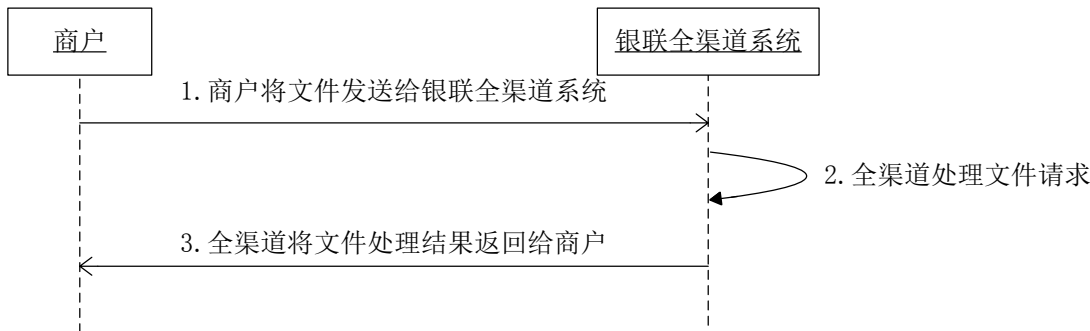 商户
银联全渠道系统
1.商户将文件发送给银联全渠道系统
2.全渠道处理文件请求
3.全渠道将文件处理结果返回给商户